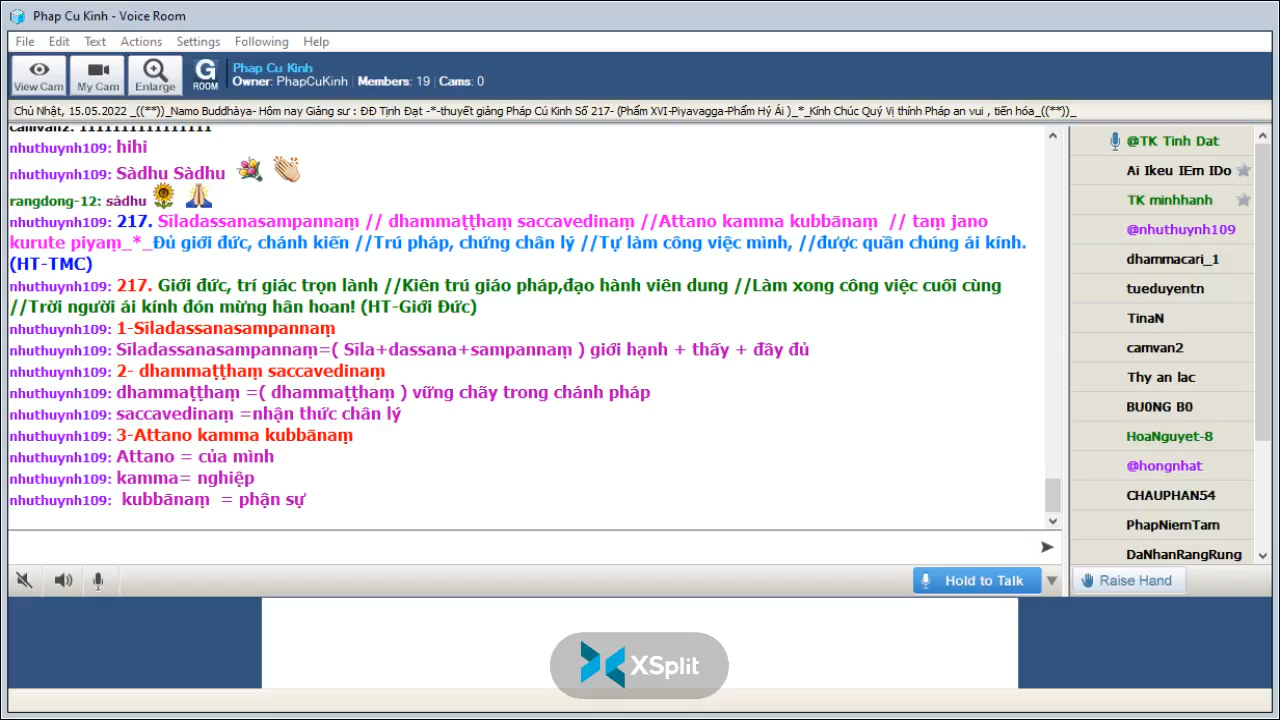 Phap Cu Kinh - Voice Room
File Edit Text Actions Settings Following Help
View Cam My Cam Enlarge G ROOM
Phap Cu Kinh
Owner: PhapCuKinh | Members: 19 | Cams: 0
Chủ Nhật, 15.05.2022 _((**))_Namo Buddhàya- Hôm nay Giảng sư : ĐĐ Tịnh Đạt -*-thuyết giảng Pháp Cú Kinh Số 217- (Phẩm XVI-Piyavagga-Phẩm Hỷ Ái )_*_Kính Chúc Quý Vị thính Pháp an vui , tiến hóa_((**))_
camvan2: 1111111111111111
nhuthuynh109: hihi
nhuthuynh109: Sàdhu Sàdhu
rangdong-12: sàdhu
nhuthuynh109: 217. Sīladassanasampannaṃ // dhammaṭṭhaṃ saccavedinaṃ //Attano kamma kubbānaṃ // taṃ jano
kurute piyaṃ_*_Đủ giới đức, chánh kiến //Trú pháp, chứng chân lý //Tự làm công việc mình, //được quần chúng ái kính.
(HT-TMC)
nhuthuynh109: 217. Giới đức, trí giác trọn lành //Kiên trú giáo pháp,đạo hành viên dung //Làm xong công việc cuối cùng
//Trời người ái kính đón mừng hân hoan! (HT-Giới Đức)
nhuthuynh109: 1-Sīladassanasampannaṃ
nhuthuynh109: Sīladassanasampannaṃ=( Sīla+dassana+sampannaṃ ) giới hạnh + thấy + đầy đủ
nhuthuynh109: 2- dhammaṭṭhaṃ saccavedinaṃ
nhuthuynh109: dhammaṭṭhaṃ =( dhammaṭṭhaṃ ) vững chãy trong chánh pháp
nhuthuynh109: saccavedinaṃ =nhận thức chân lý
nhuthuynh109: 3-Attano kamma kubbānaṃ
nhuthuynh109: Attano = của mình
nhuthuynh109: kamma= nghiệp
nhuthuynh109: kubbānaṃ = phận sự
@TK Tinh Dat
Ai Ikeu IEm IDo
TK minhhanh
@nhuthuynh109
dhammacari_1
tueduyentn
TinaN
camvan2
Thy an lac
BU0NG B0
HoaNguyet-8
@hongnhat
CHAUPHAN54
PhapNiemTam
DaNhanRangRung
Hold to Talk
Raise Hand
XSplit